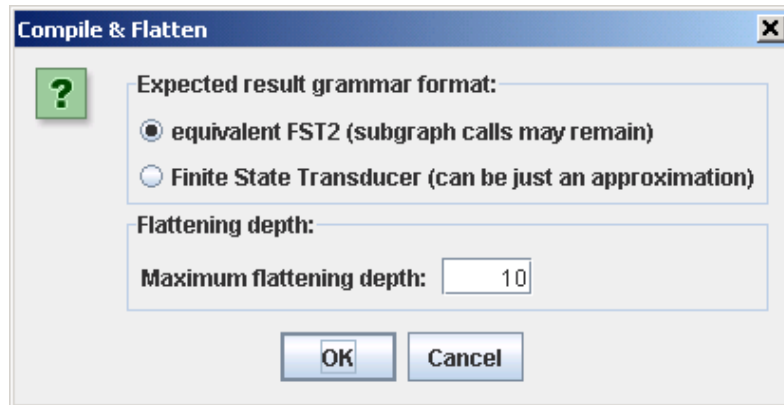 Compile & Flatten
?
Expected result grammar format:
equivalent FST2 (subgraph calls may remain)
Finite State Transducer (can be just an approximation)
Flattening depth:
Maximum flattening depth: 10
OK Cancel